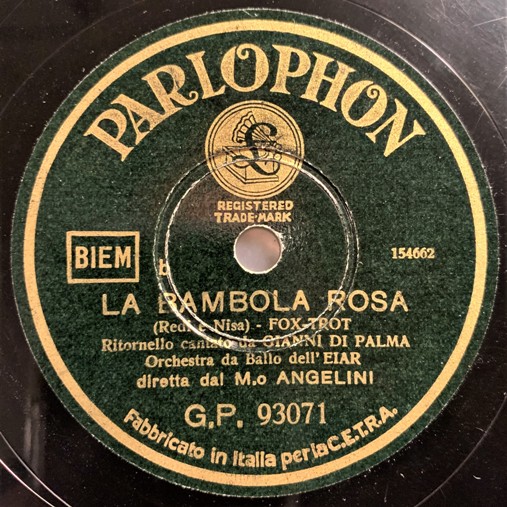 PARLOPHON
£
REGISTERED
TRADE-MARK
BIEM
154662
b
LA BAMBOLA ROSA
(Redi e Nisa) - FOX-TROT
Ritornello cantato da GIANNI DI PALMA
Orchestra da Ballo dell'EIAR
diretta dal M.o ANGELINI
G.P. 93071
Fabbricato in Italia per la C.E.T.R.A.